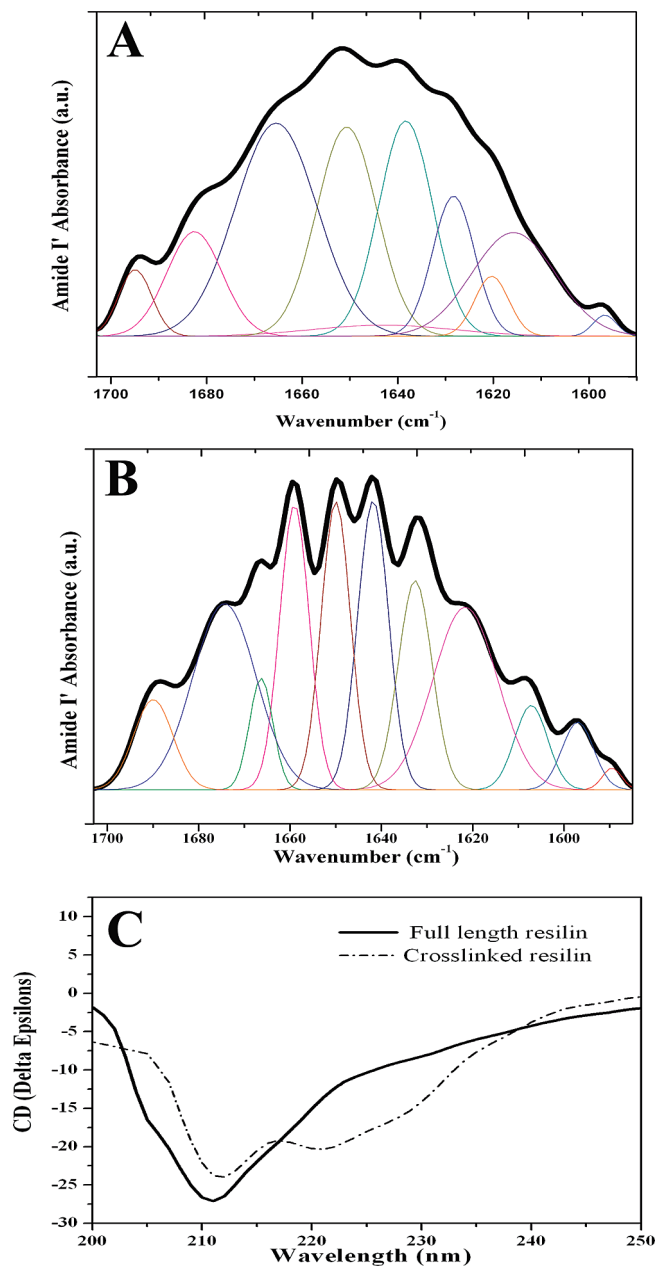 A
Amide I' Absorbance (a.u.)
1700 1680 1660 1640 1620 1600
Wavenumber (cm-1)
B
Amide I' Absorbance (a.u.)
1700 1680 1660 1640 1620 1600
Wavenumber (cm-1)
C
Full length resilin
Crosslinked resilin
CD (Delta Epsilons)
10
5
0
-5
-10
-15
-20
-25
-30
200 210 220 230 240 250
Wavelength (nm)